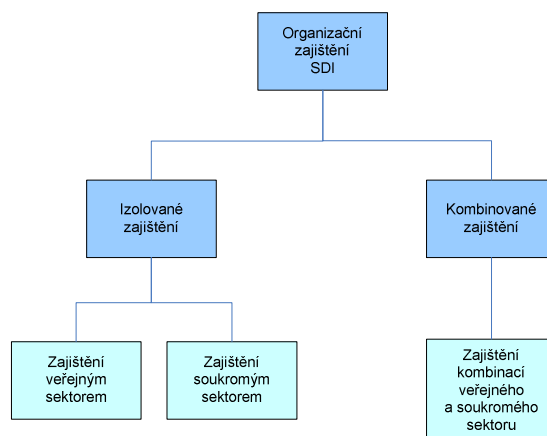 Organizační
zajištění
SDI
Izolované
zajištění
Kombinované
zajištění
Zajištění
veřejným
sektorem
Zajištění
soukromým
sektorem
Zajištění
kombinací
veřejného
a soukromého
sektoru